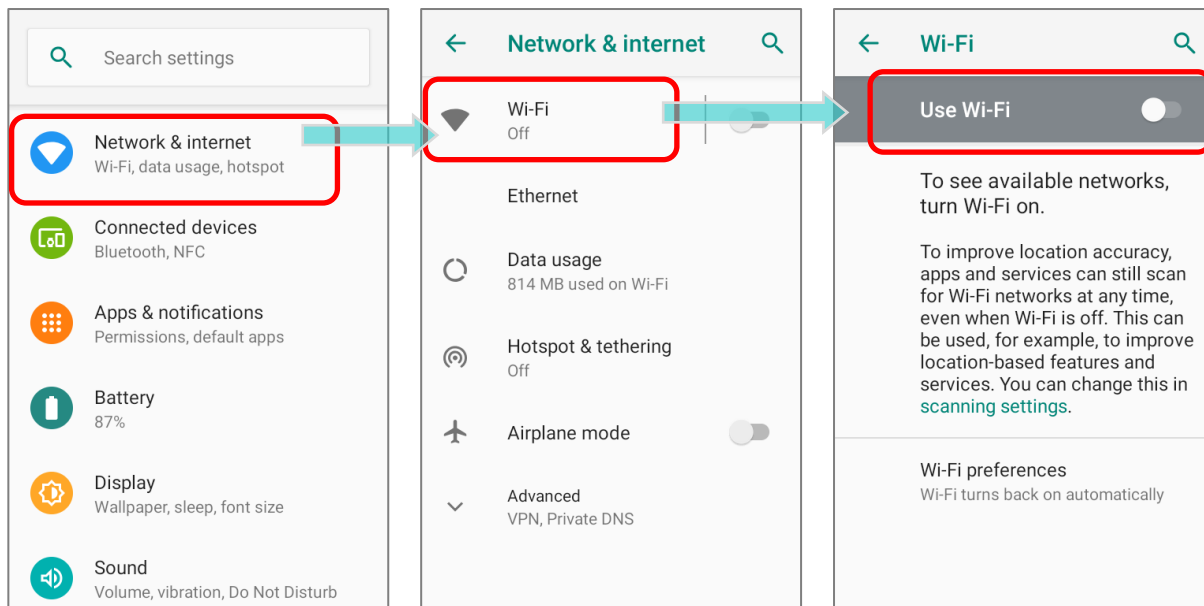 Search settings
Network & internet
Wi-Fi, data usage, hotspot
Connected devices
Bluetooth, NFC
Apps & notifications
Permissions, default apps
Battery
87%
Display
Wallpaper, sleep, font size
Sound
Volume, vibration, Do Not Disturb
Network & internet
Wi-Fi
Off
Ethernet
Data usage
814 MB used on Wi-Fi
Hotspot & tethering
Off
Airplane mode
Advanced
VPN, Private DNS
Wi-Fi
Use Wi-Fi
To see available networks,
turn Wi-Fi on.
To improve location accuracy,
apps and services can still scan
for Wi-Fi networks at any time,
even when Wi-Fi is off. This can
be used, for example, to improve
location-based features and
services. You can change this in
scanning settings.
Wi-Fi preferences
Wi-Fi turns back on automatically